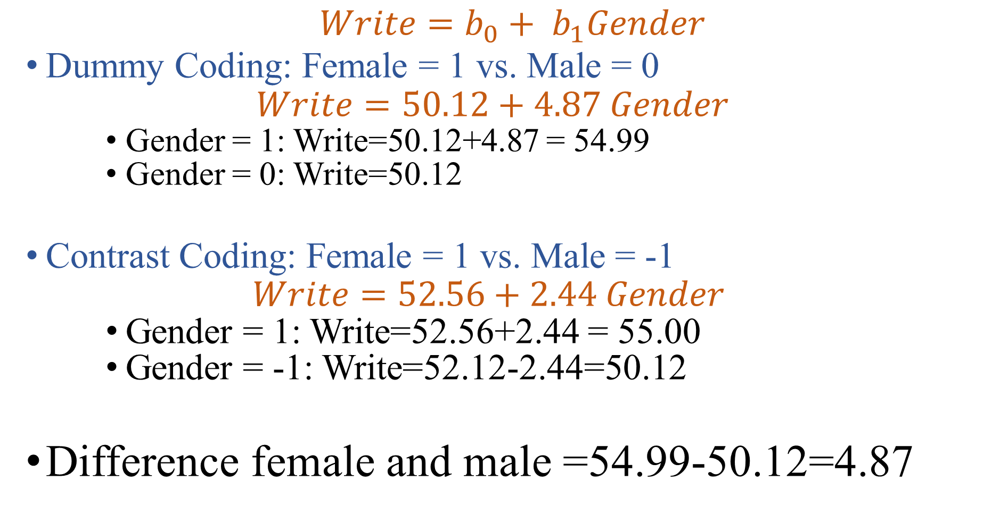 Write = b₀ + b₁Gender
• Dummy Coding: Female = 1 vs. Male = 0
Write = 50.12 + 4.87 Gender
• Gender = 1: Write=50.12+4.87 = 54.99
• Gender = 0: Write=50.12
• Contrast Coding: Female = 1 vs. Male = -1
Write = 52.56 + 2.44 Gender
• Gender = 1: Write=52.56+2.44 = 55.00
• Gender = -1: Write=52.12-2.44=50.12
• Difference female and male =54.99-50.12=4.87